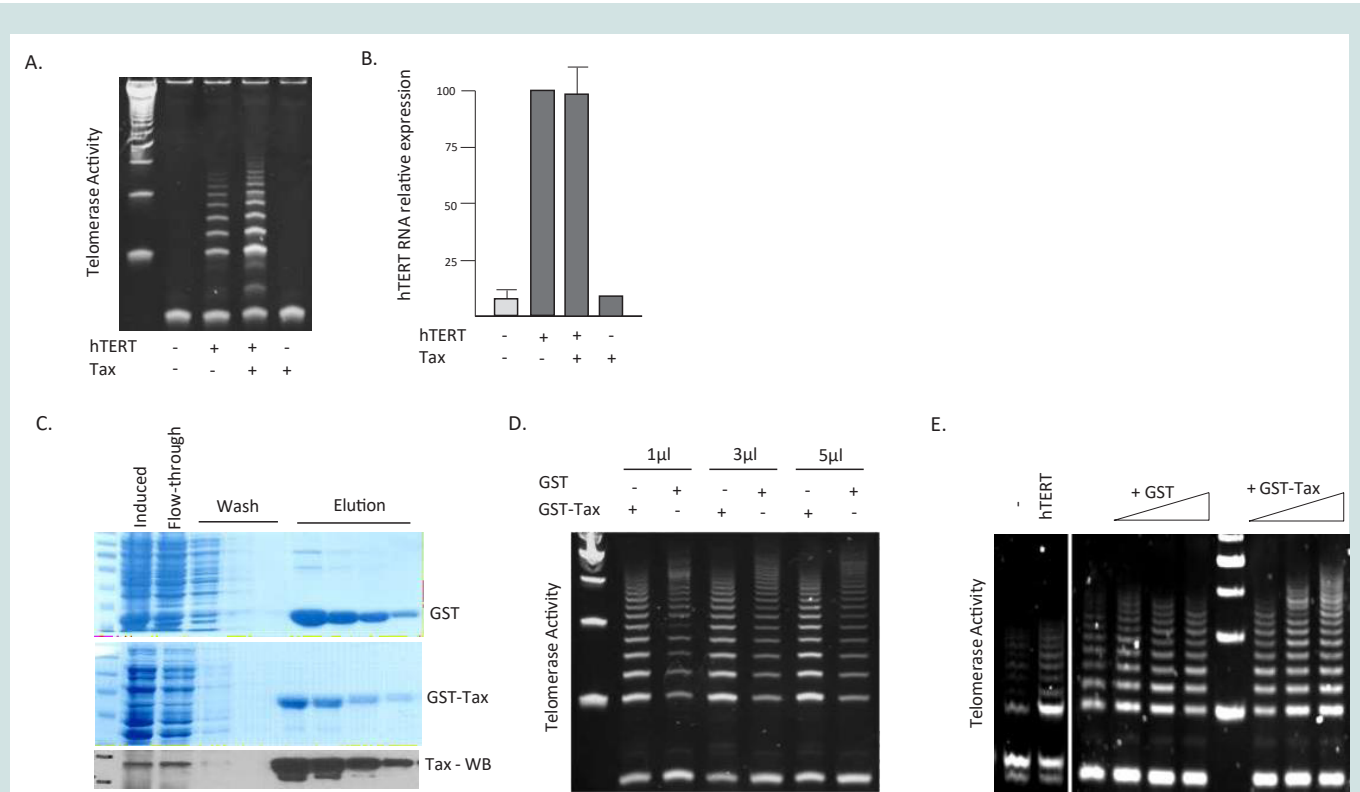 A.
Telomerase Activity
hTERT - + + -
Tax - - + +
B.
hTERT RNA relative expression
100
75
50
25
hTERT - + + -
Tax - - + +
C.
Induced
Flow-through
Wash
Elution
GST
GST-Tax
Tax - WB
D.
1μl 3μl 5μl
GST - + - + - +
GST-Tax + - + - + -
Telomerase Activity
E.
- hTERT + GST + GST-Tax
Telomerase Activity